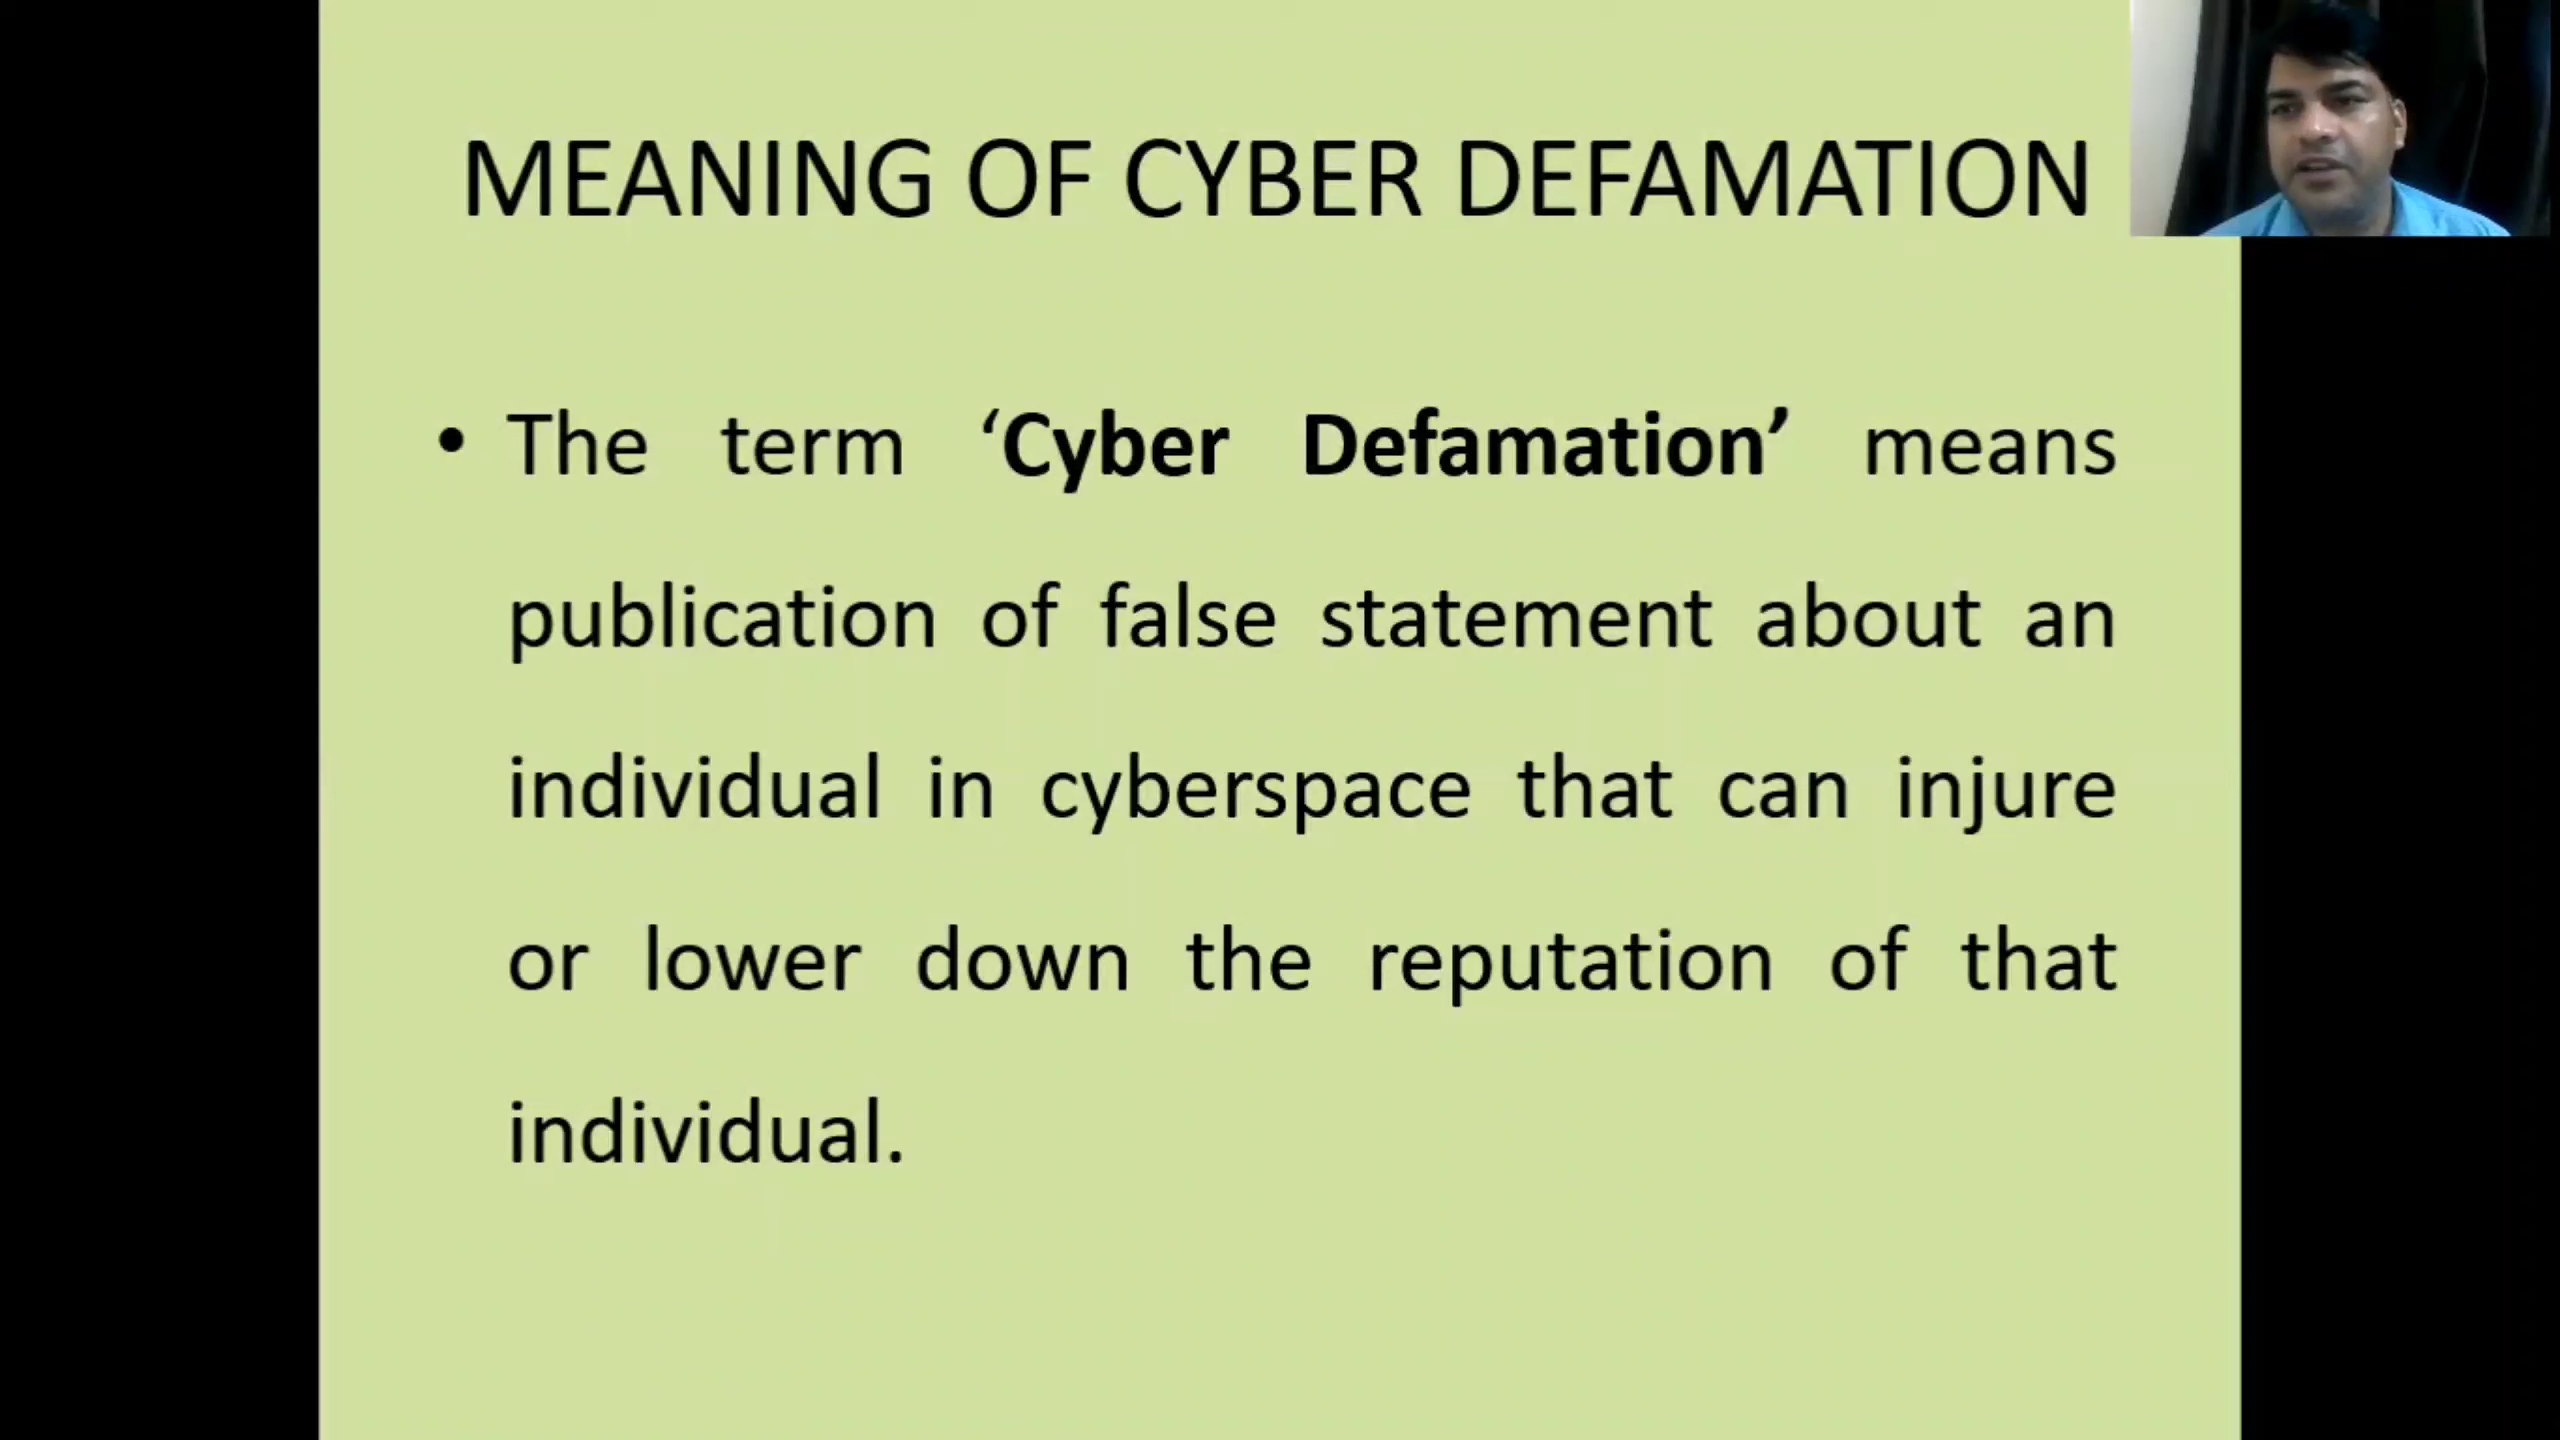 MEANING OF CYBER DEFAMATION
• The term ‘Cyber Defamation’ means
publication of false statement about an
individual in cyberspace that can injure
or lower down the reputation of that
individual.